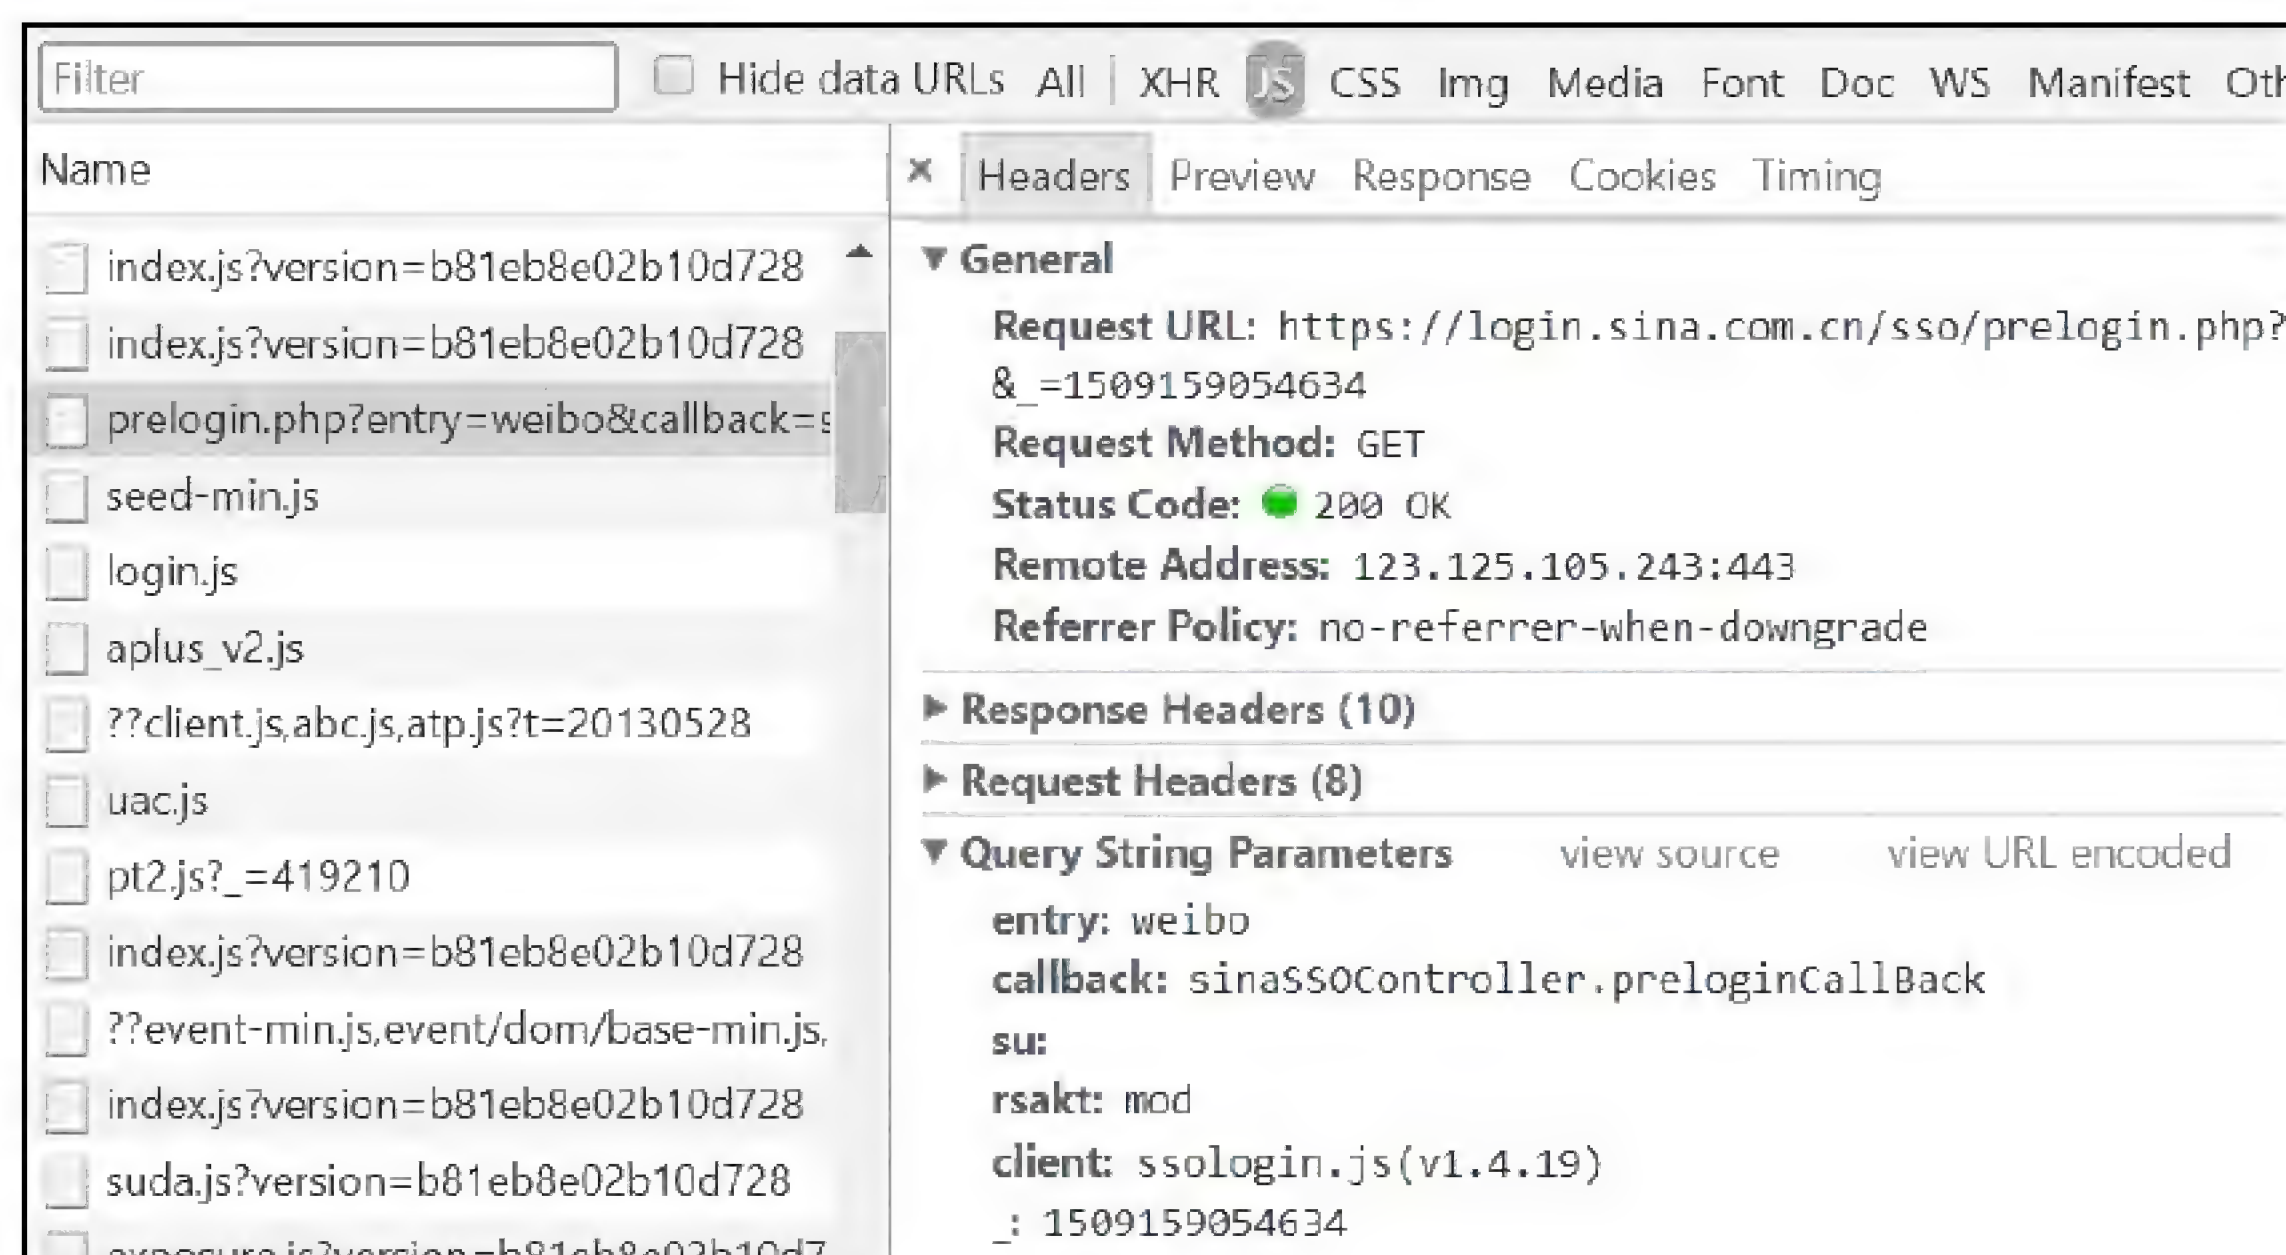 Filter Hide data URLs All XHR JS CSS Img Media Font Doc WS Manifest Oth
Name
index.js?version=b81eb8e02b10d728
index.js?version=b81eb8e02b10d728
prelogin.php?entry=weibo&callback=s
seed-min.js
login.js
aplus_v2.js
??client.js,abc.js,atp.js?t=20130528
uac.js
pt2.js?_=419210
index.js?version=b81eb8e02b10d728
??event-min.js,event/dom/base-min.js,
index.js?version=b81eb8e02b10d728
suda.js?version=b81eb8e02b10d728
exposure.js?version=b81eb8e02b10d7
× Headers Preview Response Cookies Timing
General
Request URL: https://login.sina.com.cn/sso/prelogin.php?
&_=1509159054634
Request Method: GET
Status Code: 200 OK
Remote Address: 123.125.105.243:443
Referrer Policy: no-referrer-when-downgrade
Response Headers (10)
Request Headers (8)
Query String Parameters view source view URL encoded
entry: weibo
callback: sinaSSOController.preloginCallBack
su:
rsakt: mod
client: ssologin.js(v1.4.19)
_: 1509159054634